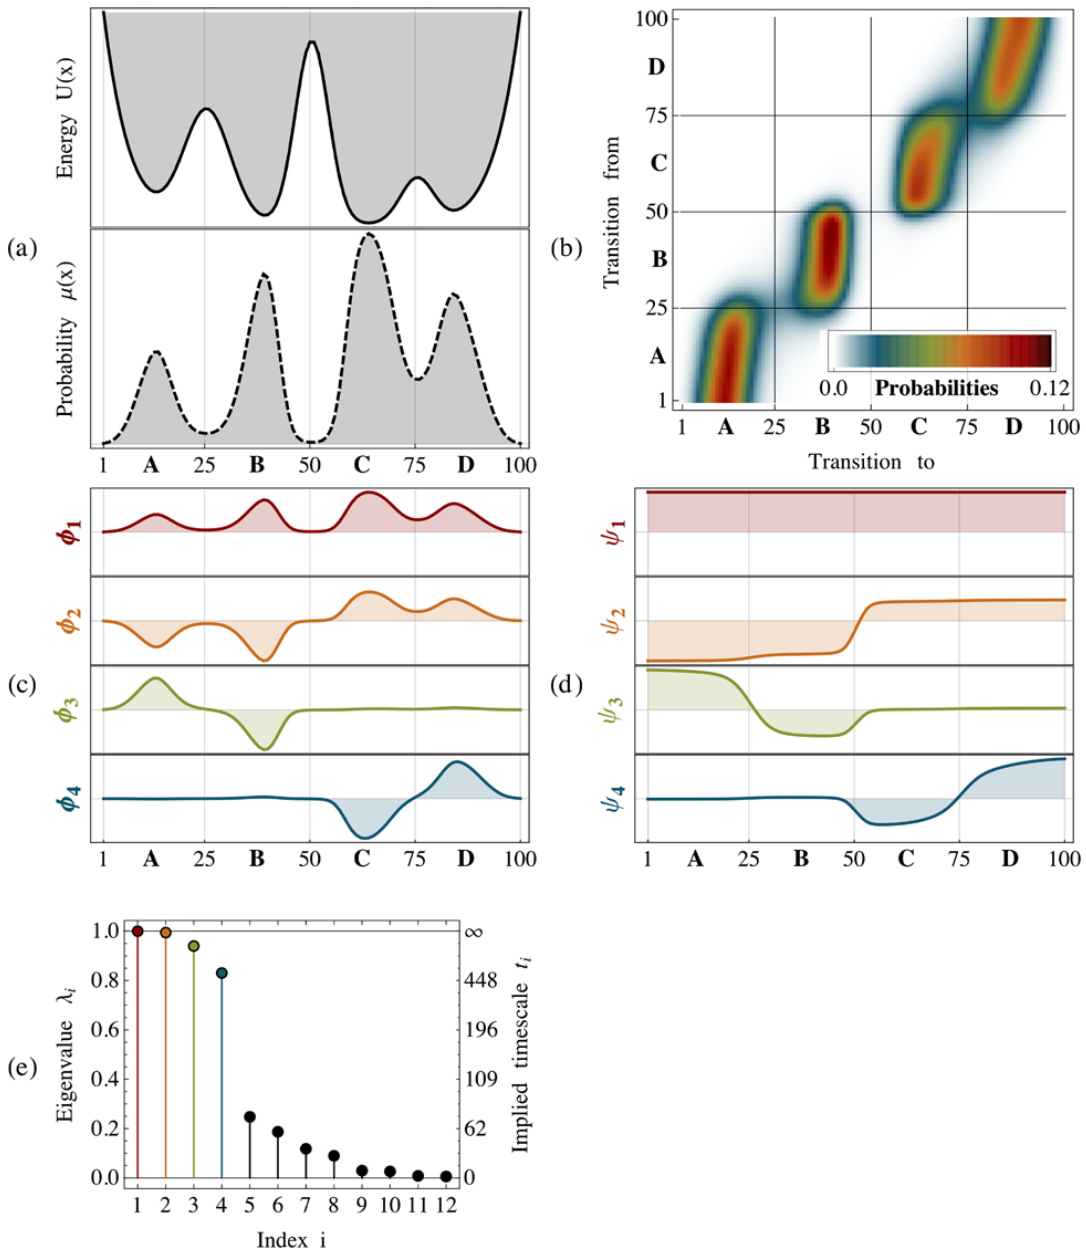 (a)
Energy U(x)
Probability μ(x)
1 A 25 B 50 C 75 D 100
(b)
Transition from
100
D
75
C
50
B
25
A
1
0.0 Probabilities 0.12
1 A 25 B 50 C 75 D 100
Transition to
(c)
ϕ1
ϕ2
ϕ3
ϕ4
1 A 25 B 50 C 75 D 100
(d)
ψ1
ψ2
ψ3
ψ4
1 A 25 B 50 C 75 D 100
(e)
Eigenvalue λi
1.0
0.8
0.6
0.4
0.2
0.0
∞
448
196
109
62
0
Implied timescale ti
1 2 3 4 5 6 7 8 9 10 11 12
Index i